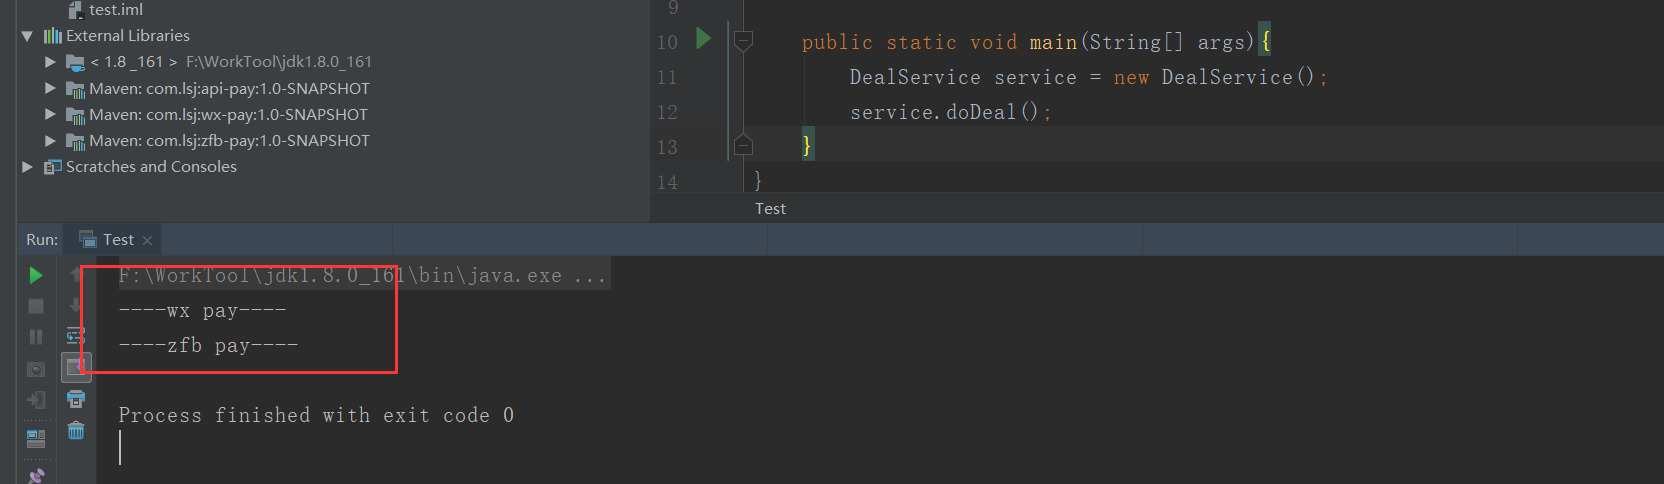 test.iml
External Libraries
< 1.8 _161 > F:\WorkTool\jdk1.8.0_161
Maven: com.lsj:api-pay:1.0-SNAPSHOT
Maven: com.lsj:wx-pay:1.0-SNAPSHOT
Maven: com.lsj:zfb-pay:1.0-SNAPSHOT
Scratches and Consoles
9
10 public static void main(String[] args){
11 DealService service = new DealService();
12 service.doDeal();
13 }
14 }
Test
Run: Test
F:\WorkTool\jdk1.8.0_161\bin\java.exe ...
----wx pay----
----zfb pay----
Process finished with exit code 0